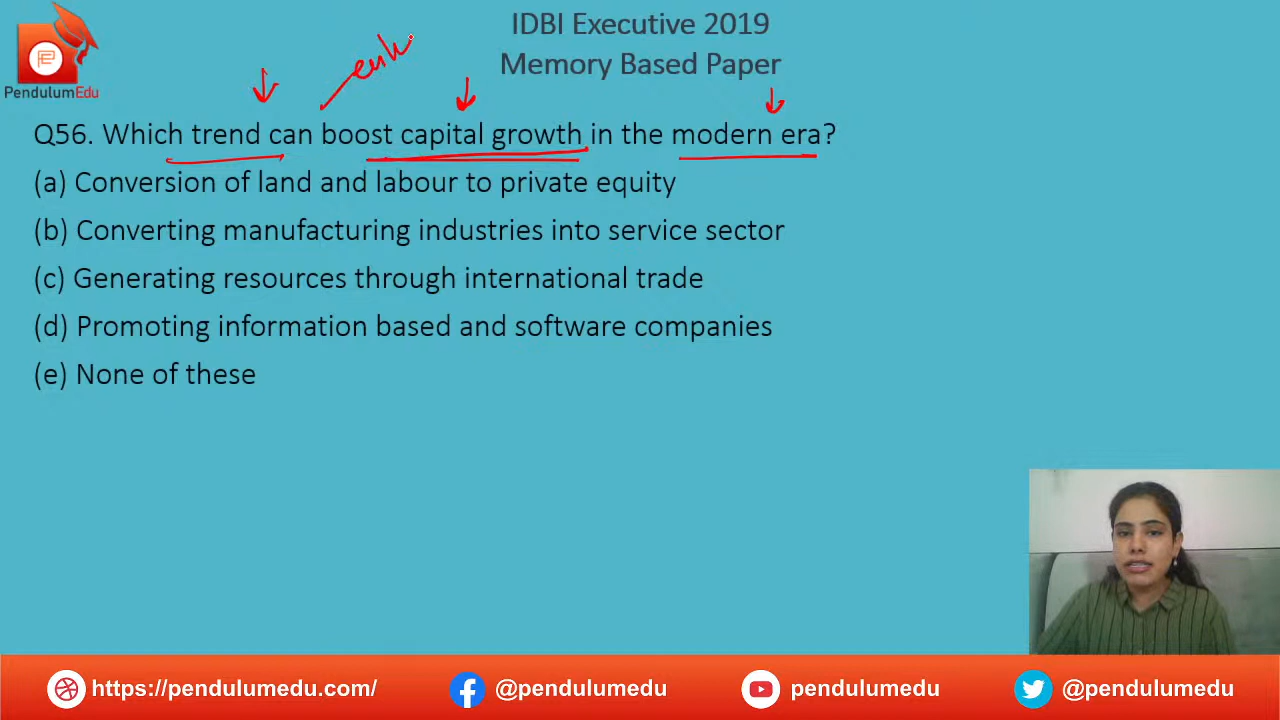 IDBI Executive 2019
Memory Based Paper
PendulumEdu
Q56. Which trend can boost capital growth in the modern era?
(a) Conversion of land and labour to private equity
(b) Converting manufacturing industries into service sector
(c) Generating resources through international trade
(d) Promoting information based and software companies
(e) None of these
https://pendulumedu.com/ @pendulumedu pendulumedu @pendulumedu